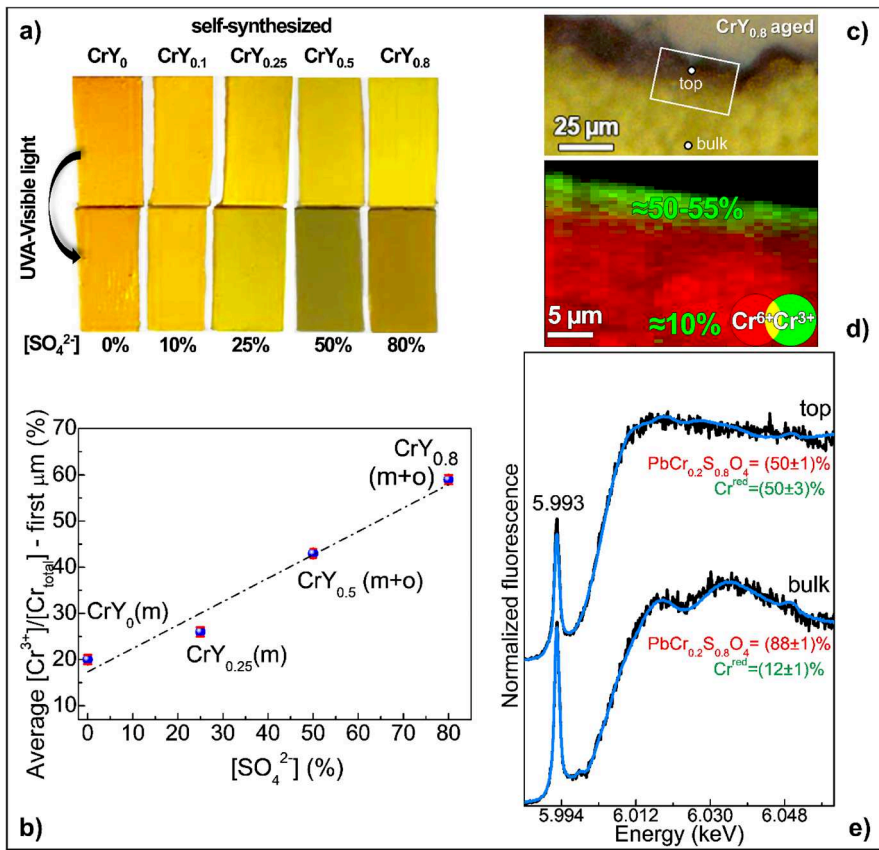 a)
self-synthesized
CrY₀ CrY₀.₁ CrY₀.₂₅ CrY₀.₅ CrY₀.₈
UVA-Visible light
[SO₄²⁻] 0% 10% 25% 50% 80%
c)
CrY₀.₈ aged
top
25 µm
bulk
≈50-55%
5 µm
≈10%
Cr⁶⁺ Cr³⁺
d)
b)
Average [Cr³⁺]/[Cr_total] - first µm (%)
70
60
50
40
30
20
10
CrY₀.₈
(m+o)
CrY₀.₅ (m+o)
CrY₀(m)
CrY₀.₂₅(m)
0 10 20 30 40 50 60 70 80
[SO₄²⁻] (%)
e)
Normalized fluorescence
top
PbCr₀.₂S₀.₈O₄= (50±1)%
Crʳᵉᵈ=(50±3)%
5.993
bulk
PbCr₀.₂S₀.₈O₄= (88±1)%
Crʳᵉᵈ=(12±1)%
5.994 6.012 6.030 6.048
Energy (keV)